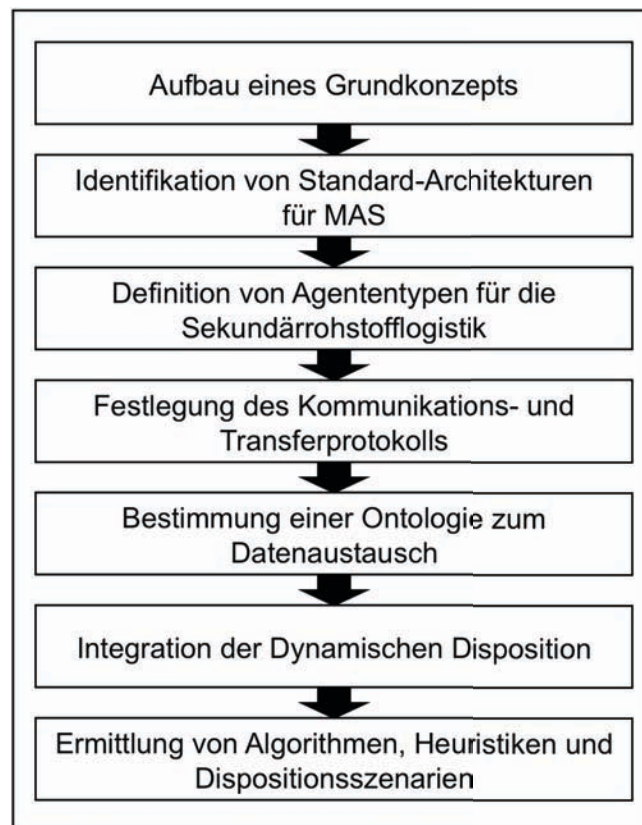 Aufbau eines Grundkonzepts
Identifikation von Standard-Architekturen
für MAS
Definition von Agententypen für die
Sekundärrohstofflogistik
Festlegung des Kommunikations- und
Transferprotokolls
Bestimmung einer Ontologie zum
Datenaustausch
Integration der Dynamischen Disposition
Ermittlung von Algorithmen, Heuristiken und
Dispositionsszenarien